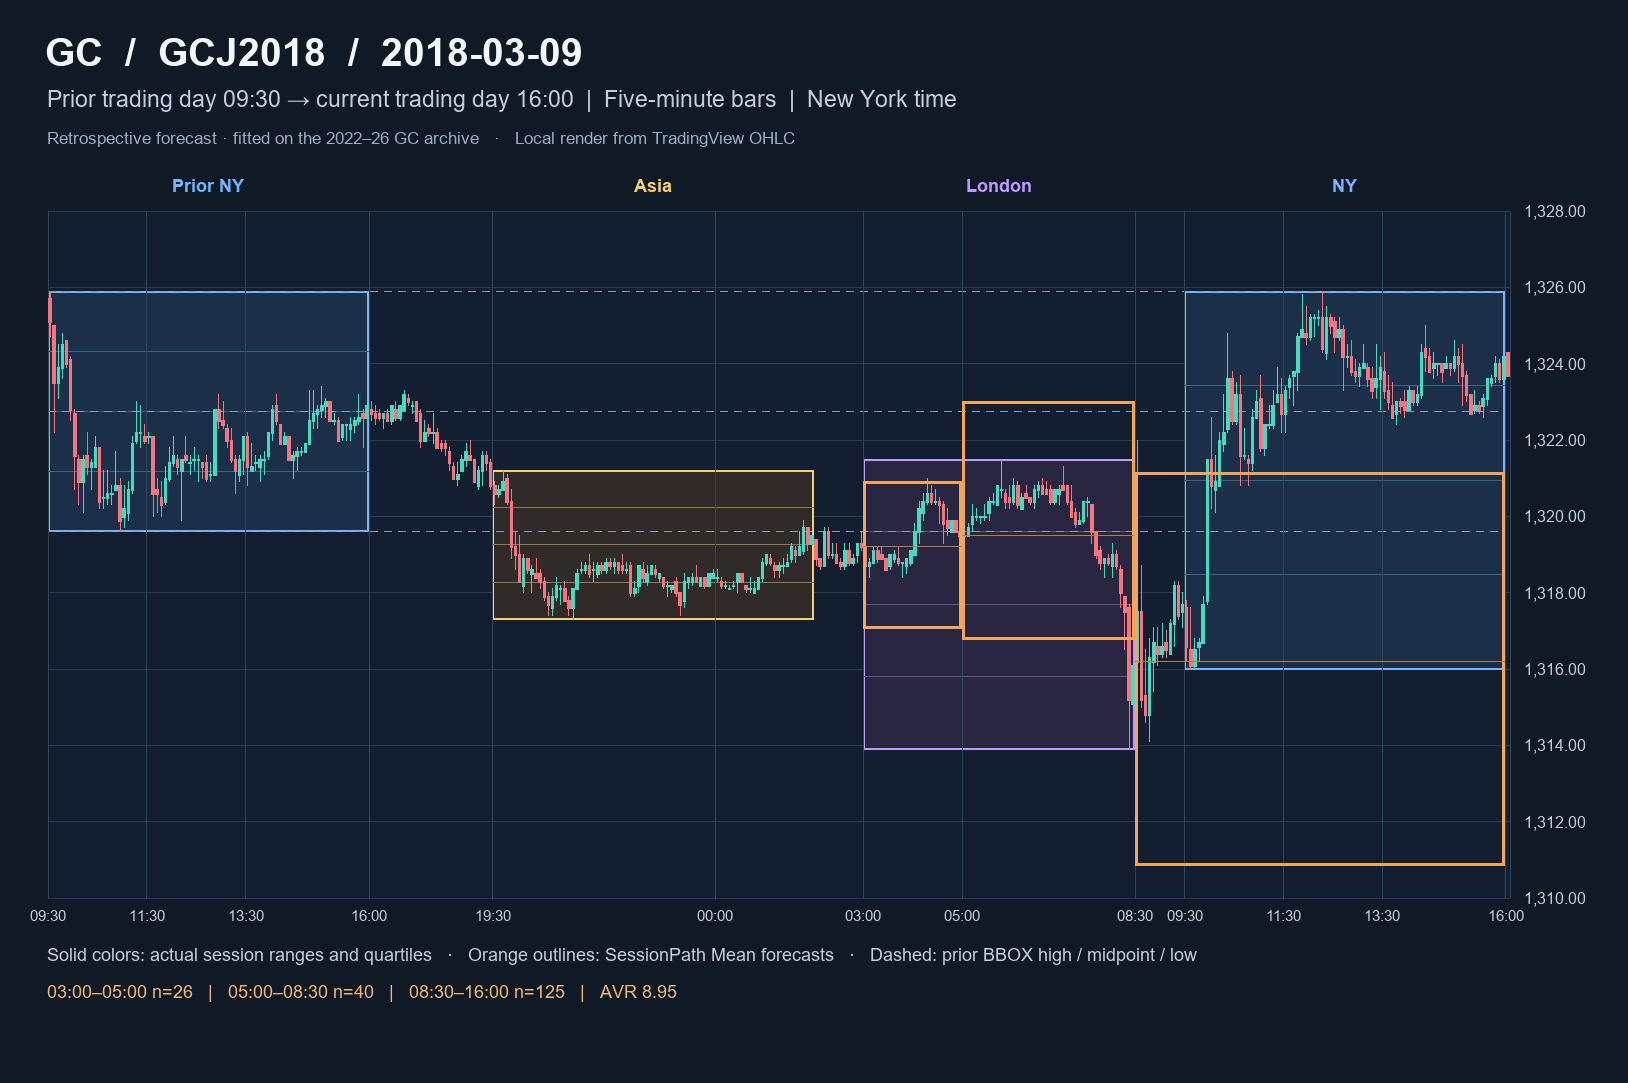 GC / GCJ2018 / 2018-03-09
Prior trading day 09:30 → current trading day 16:00 | Five-minute bars | New York time
Retrospective forecast · fitted on the 2022–26 GC archive · Local render from TradingView OHLC
Prior NY Asia London NY
1,328.00
1,326.00
1,324.00
1,322.00
1,320.00
1,318.00
1,316.00
1,314.00
1,312.00
1,310.00
09:30 11:30 13:30 16:00 19:30 00:00 03:00 05:00 08:30 09:30 11:30 13:30 16:00
Solid colors: actual session ranges and quartiles · Orange outlines: SessionPath Mean forecasts · Dashed: prior BBOX high / midpoint / low
03:00–05:00 n=26 | 05:00–08:30 n=40 | 08:30–16:00 n=125 | AVR 8.95